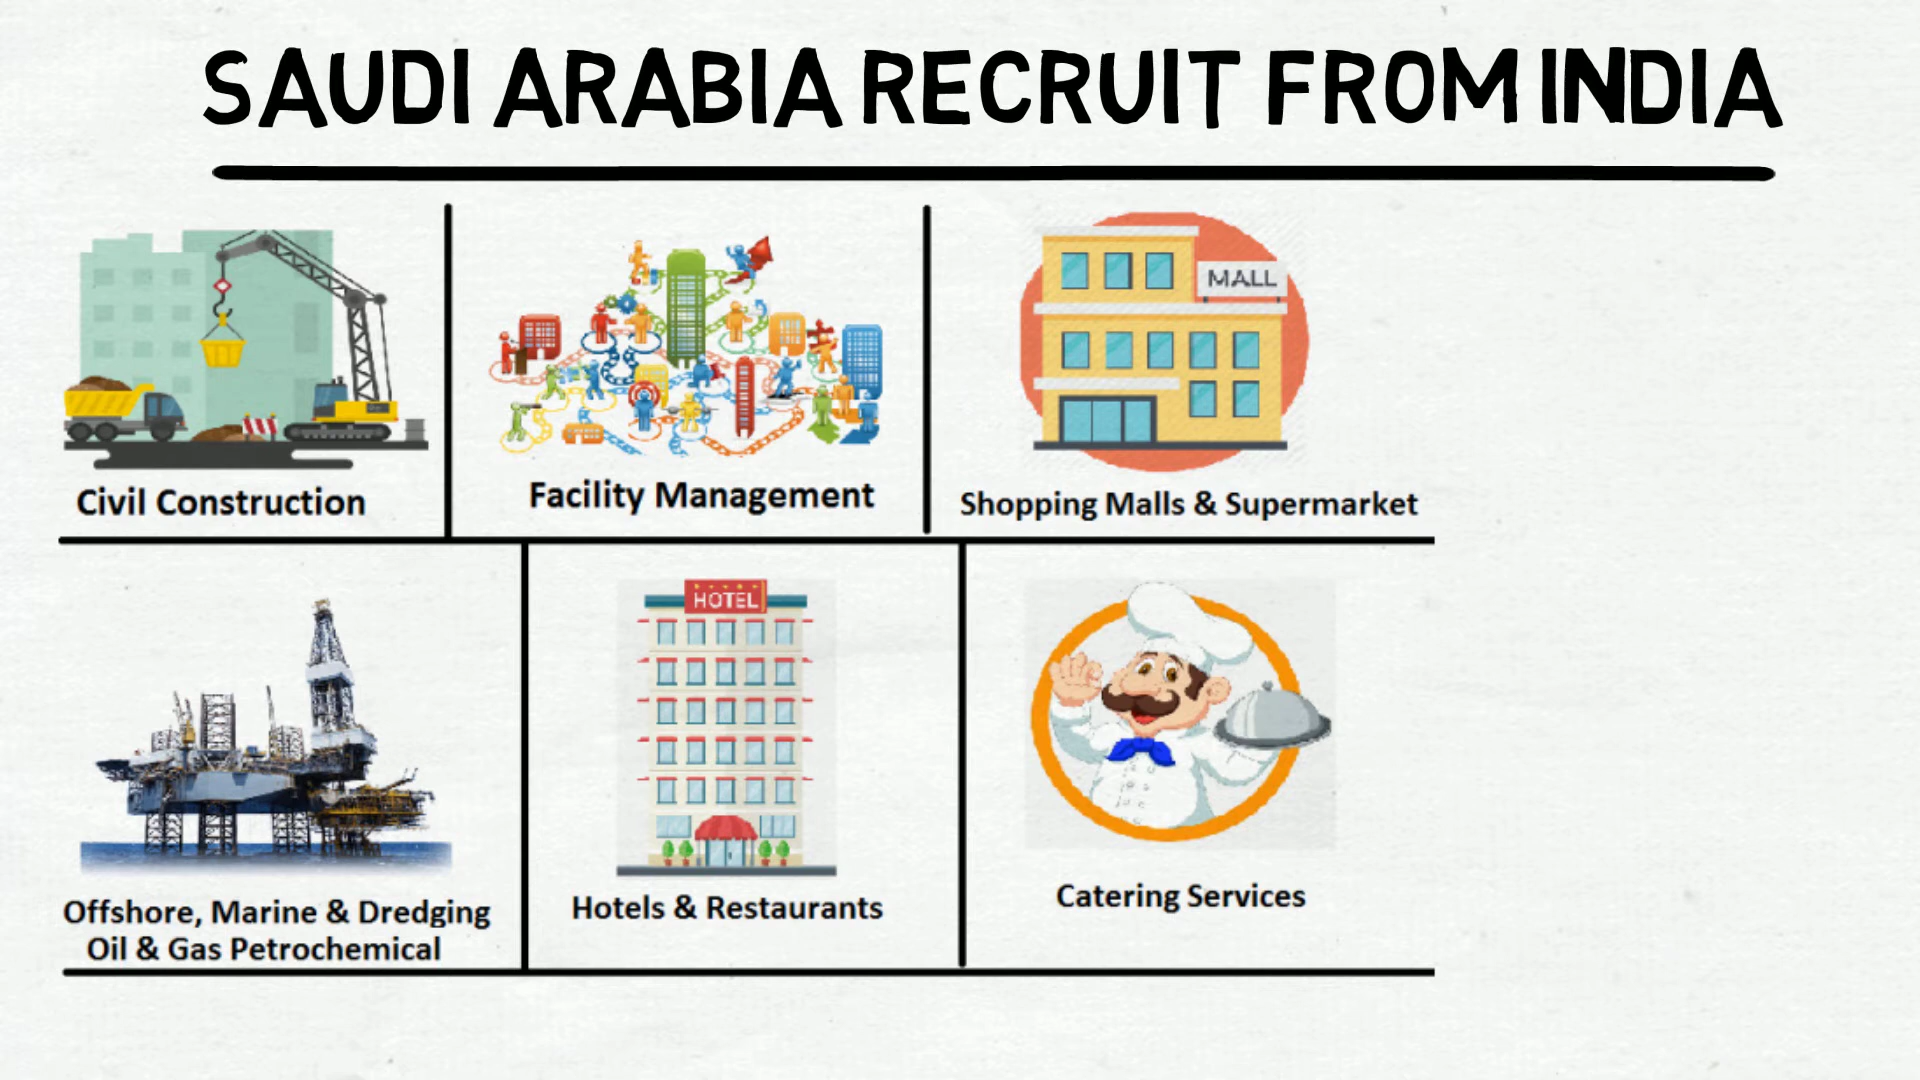 SAUDI ARABIA RECRUIT FROM INDIA
MALL
Civil Construction
Facility Management
Shopping Malls & Supermarket
HOTEL
Offshore, Marine & Dredging
Oil & Gas Petrochemical
Hotels & Restaurants
Catering Services